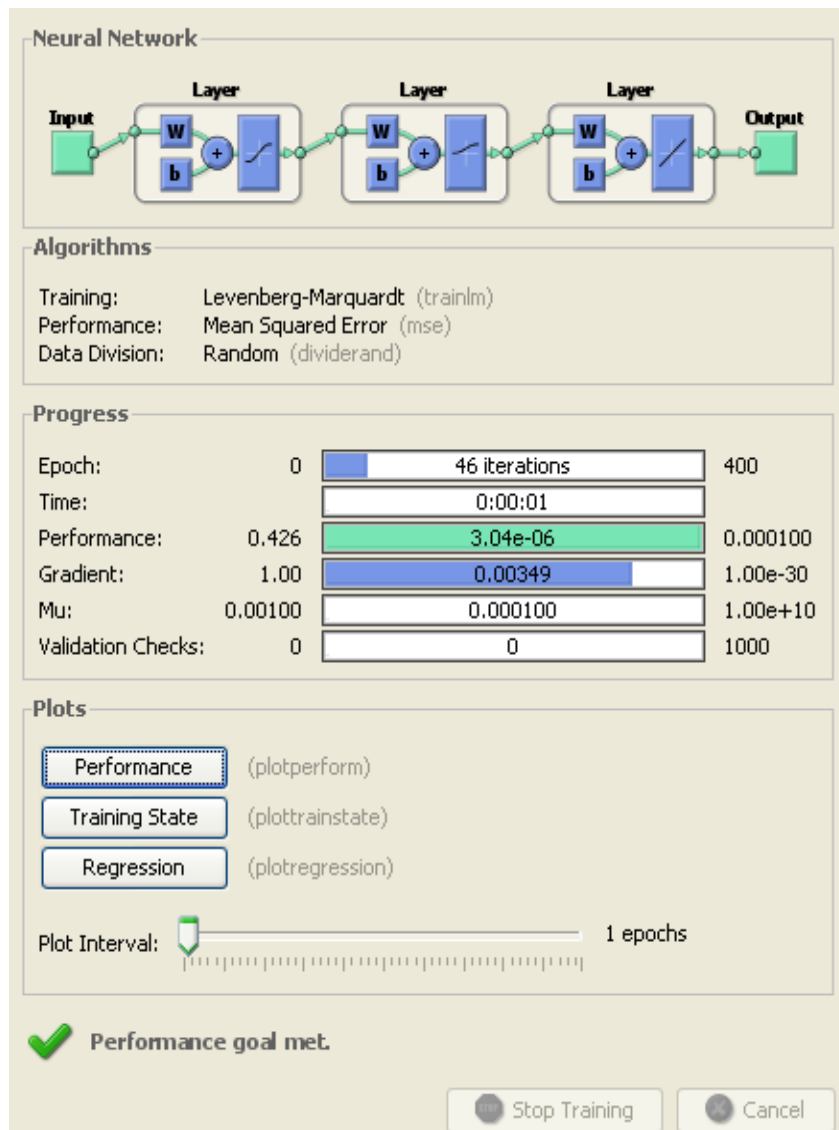 Neural Network
Layer Layer Layer
Input Output
W W W
b + b + b +
Algorithms
Training: Levenberg-Marquardt (trainlm)
Performance: Mean Squared Error (mse)
Data Division: Random (dividerand)
Progress
Epoch: 0 46 iterations 400
Time: 0:00:01
Performance: 0.426 3.04e-06 0.000100
Gradient: 1.00 0.00349 1.00e-30
Mu: 0.00100 0.000100 1.00e+10
Validation Checks: 0 0 1000
Plots
Performance (plotperform)
Training State (plottrainstate)
Regression (plotregression)
Plot Interval: 1 epochs
Performance goal met.
STOP Stop Training Cancel